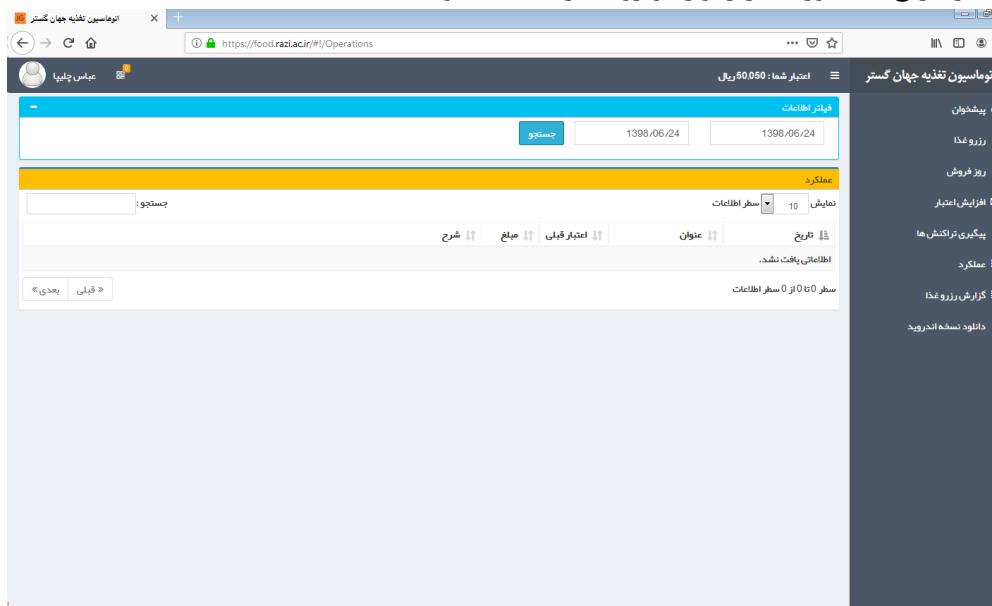 اتوماسیون تغذیه جهان گستر
https://food.razi.ac.ir/#!/Operations
توماسیون تغذیه جهان گستر
اعتبار شما : 50,050 ریال
عباس چلیپا
پیشخوان
رزرو غذا
روز فروش
افزایش اعتبار
پیگیری تراکنش ها
عملکرد
گزارش رزرو غذا
دانلود نسخه اندروید
فیلتر اطلاعات
1398/06/24 1398/06/24 جستجو
عملکرد
نمایش 10 سطر اطلاعات جستجو :
تاریخ عنوان اعتبار قبلی مبلغ شرح
اطلاعاتی یافت نشد.
سطر 0 تا 0 از 0 سطر اطلاعات
« قبلی بعدی »